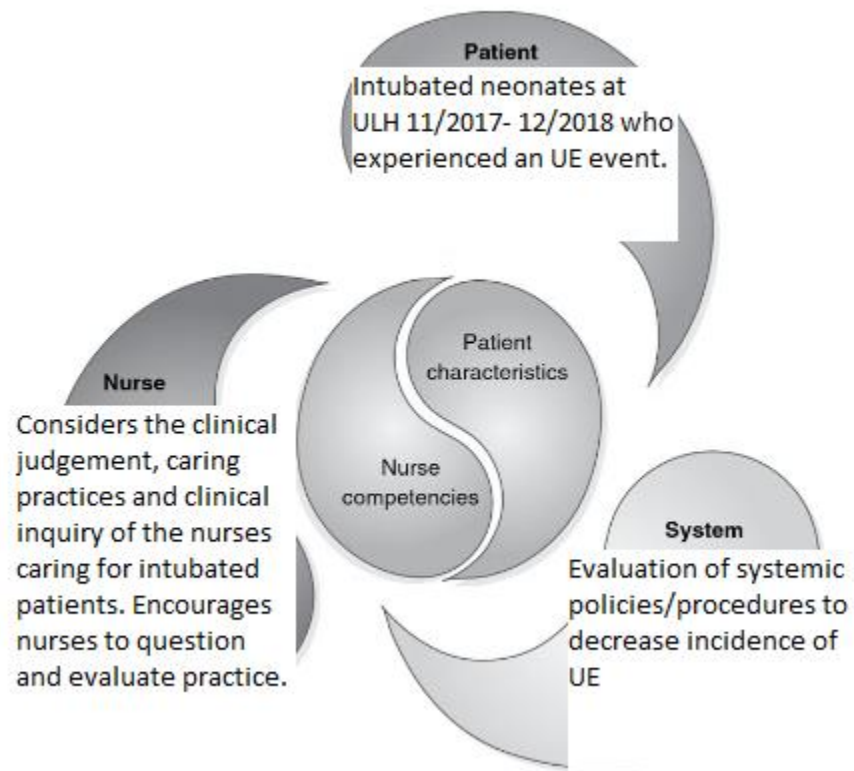 Patient
Intubated neonates at
ULH 11/2017- 12/2018 who
experienced an UE event.
Patient
characteristics
Nurse
competencies
Nurse
Considers the clinical
judgement, caring
practices and clinical
inquiry of the nurses
caring for intubated
patients. Encourages
nurses to question
and evaluate practice.
System
Evaluation of systemic
policies/procedures to
decrease incidence of
UE